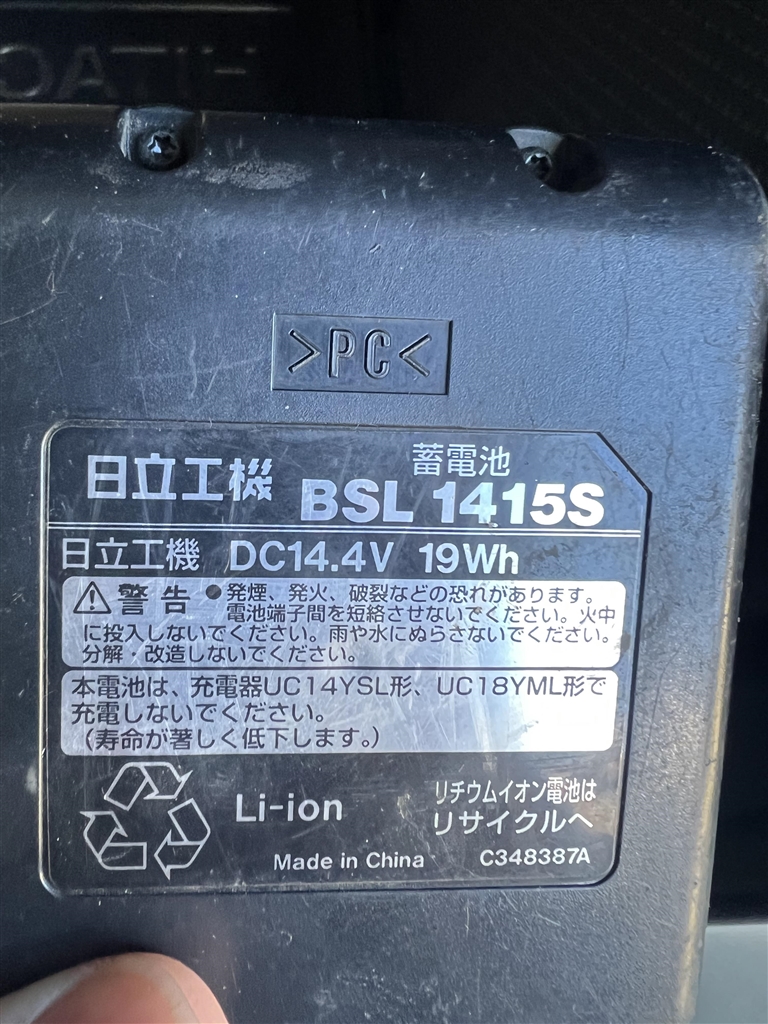 HITAC
>PC<
日立工機 蓄電池 BSL 1415S
日立工機 DC14.4V 19Wh
警告 ●発煙、発火、破裂などの恐れがあります。
電池端子間を短絡させないでください。火中
に投入しないでください。雨や水にぬらさないでください。
分解・改造しないでください。
本電池は、充電器UC14YSL形、UC18YML形で
充電しないでください。
（寿命が著しく低下します。）
Li-ion
リチウムイオン電池は
リサイクルへ
Made in China C348387A